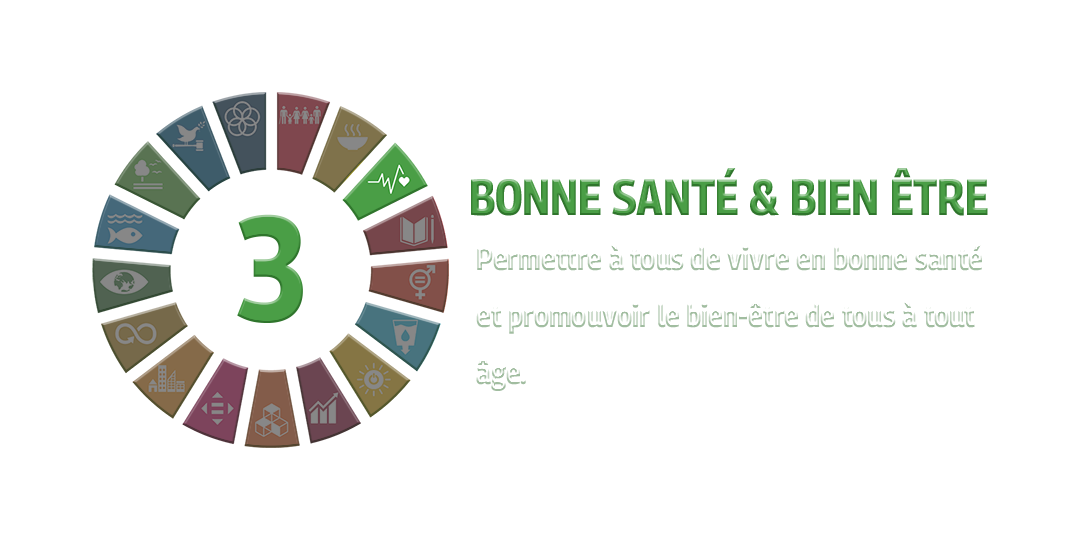 3
BONNE SANTÉ & BIEN ÊTRE
Permettre à tous de vivre en bonne santé
et promouvoir le bien-être de tous à tout
âge.